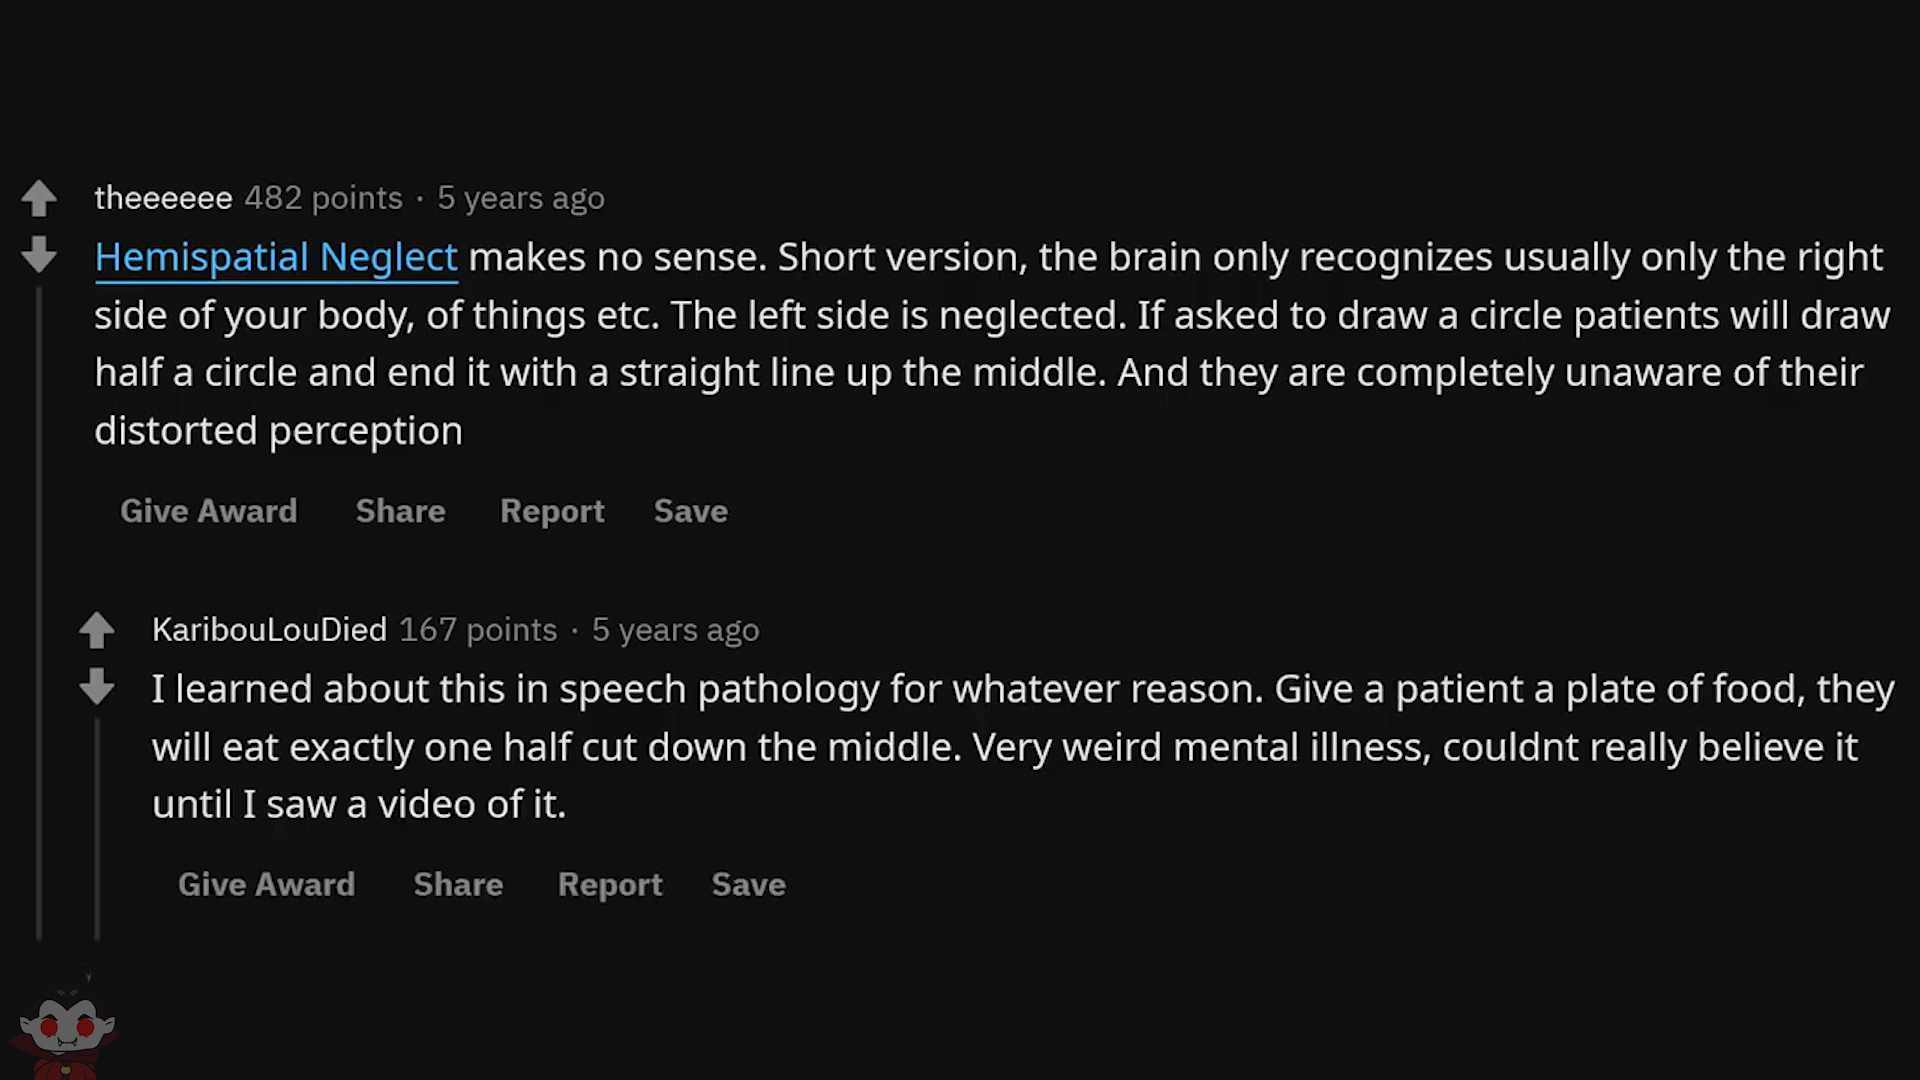 theeeeee 482 points · 5 years ago
Hemispatial Neglect makes no sense. Short version, the brain only recognizes usually only the right
side of your body, of things etc. The left side is neglected. If asked to draw a circle patients will draw
half a circle and end it with a straight line up the middle. And they are completely unaware of their
distorted perception
Give Award Share Report Save
KaribouLouDied 167 points · 5 years ago
I learned about this in speech pathology for whatever reason. Give a patient a plate of food, they
will eat exactly one half cut down the middle. Very weird mental illness, couldnt really believe it
until I saw a video of it.
Give Award Share Report Save